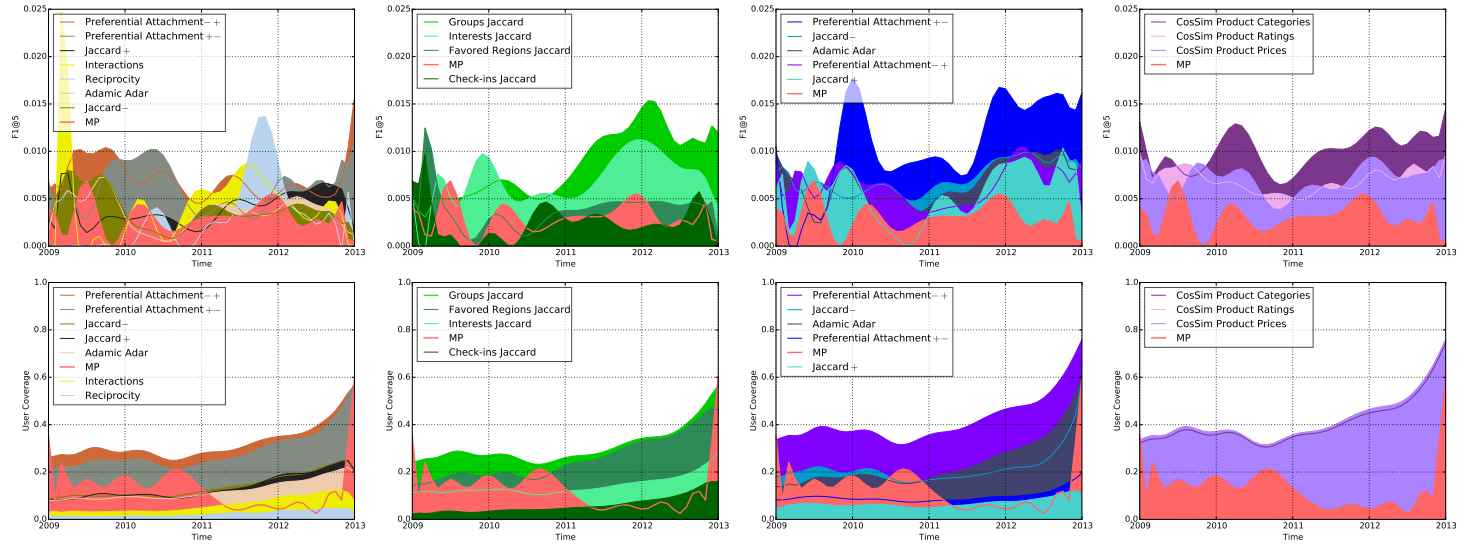 0.025
0.020
0.015
0.010
0.005
0.000
F1@5
2009
2010
2011
2012
2013
Time
Preferential Attachment−+
Preferential Attachment+−
Jaccard+
Interactions
Reciprocity
Adamic Adar
Jaccard−
MP
0.025
0.020
0.015
0.010
0.005
0.000
F1@5
2009
2010
2011
2012
2013
Time
Groups Jaccard
Interests Jaccard
Favored Regions Jaccard
MP
Check-ins Jaccard
0.025
0.020
0.015
0.010
0.005
0.000
F1@5
2009
2010
2011
2012
2013
Time
Preferential Attachment+−
Jaccard−
Adamic Adar
Preferential Attachment−+
Jaccard+
MP
0.025
0.020
0.015
0.010
0.005
0.000
F1@5
2009
2010
2011
2012
2013
Time
CosSim Product Categories
CosSim Product Ratings
CosSim Product Prices
MP
1.0
0.8
0.6
0.4
0.2
0.0
User Coverage
2009
2010
2011
2012
2013
Time
Preferential Attachment−+
Preferential Attachment+−
Jaccard−
Jaccard+
Adamic Adar
MP
Interactions
Reciprocity
1.0
0.8
0.6
0.4
0.2
0.0
User Coverage
2009
2010
2011
2012
2013
Time
Groups Jaccard
Favored Regions Jaccard
Interests Jaccard
MP
Check-ins Jaccard
1.0
0.8
0.6
0.4
0.2
0.0
User Coverage
2009
2010
2011
2012
2013
Time
Preferential Attachment−+
Jaccard−
Adamic Adar
Preferential Attachment+−
MP
Jaccard+
1.0
0.8
0.6
0.4
0.2
0.0
User Coverage
2009
2010
2011
2012
2013
Time
CosSim Product Categories
CosSim Product Ratings
CosSim Product Prices
MP